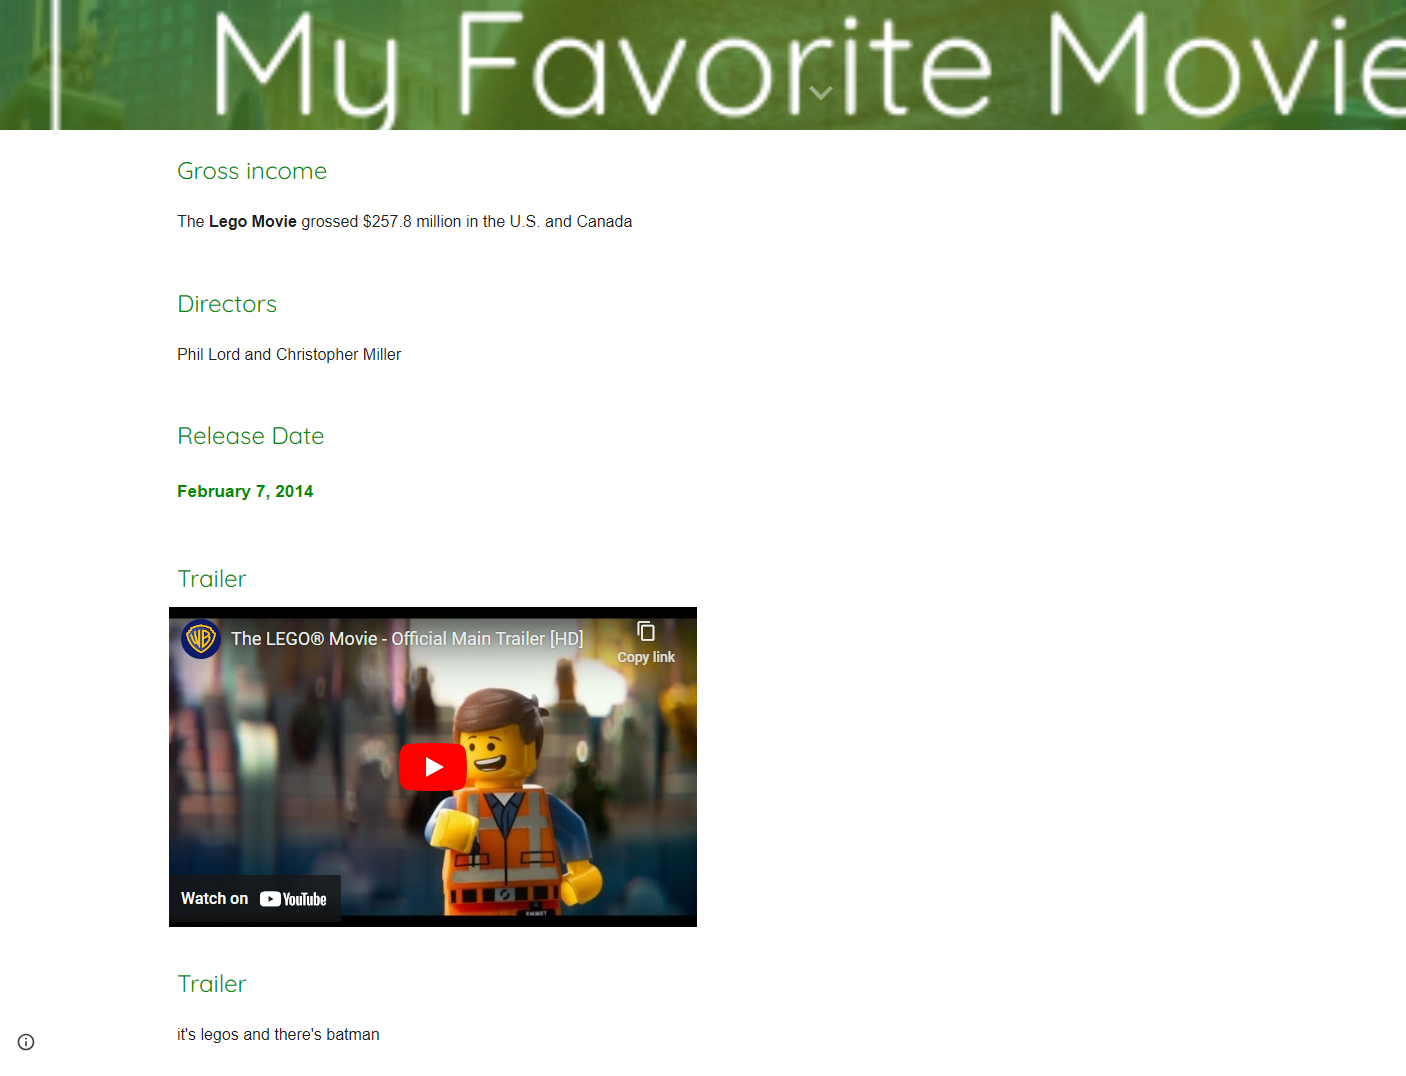 My Favorite Movie
Gross income
The Lego Movie grossed $257.8 million in the U.S. and Canada
Directors
Phil Lord and Christopher Miller
Release Date
February 7, 2014
Trailer
WB
The LEGO® Movie - Official Main Trailer [HD]
Copy link
EMMET
Watch on YouTube
Trailer
it's legos and there's batman